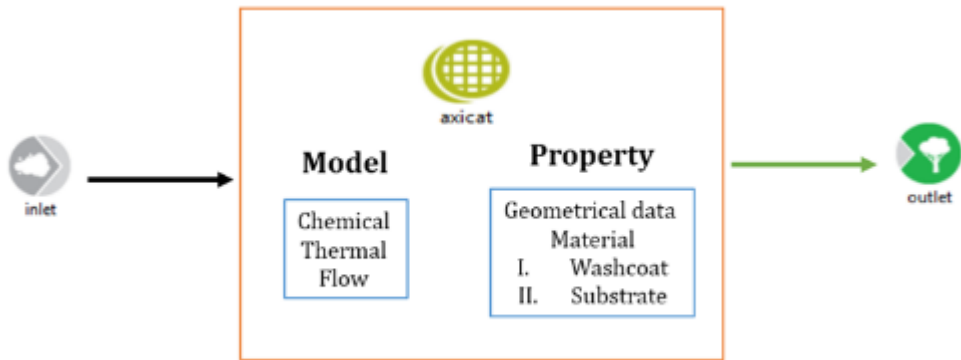 axicat
Model
Property
inlet
outlet
Chemical
Thermal
Flow
Geometrical data
Material
I. Washcoat
II. Substrate